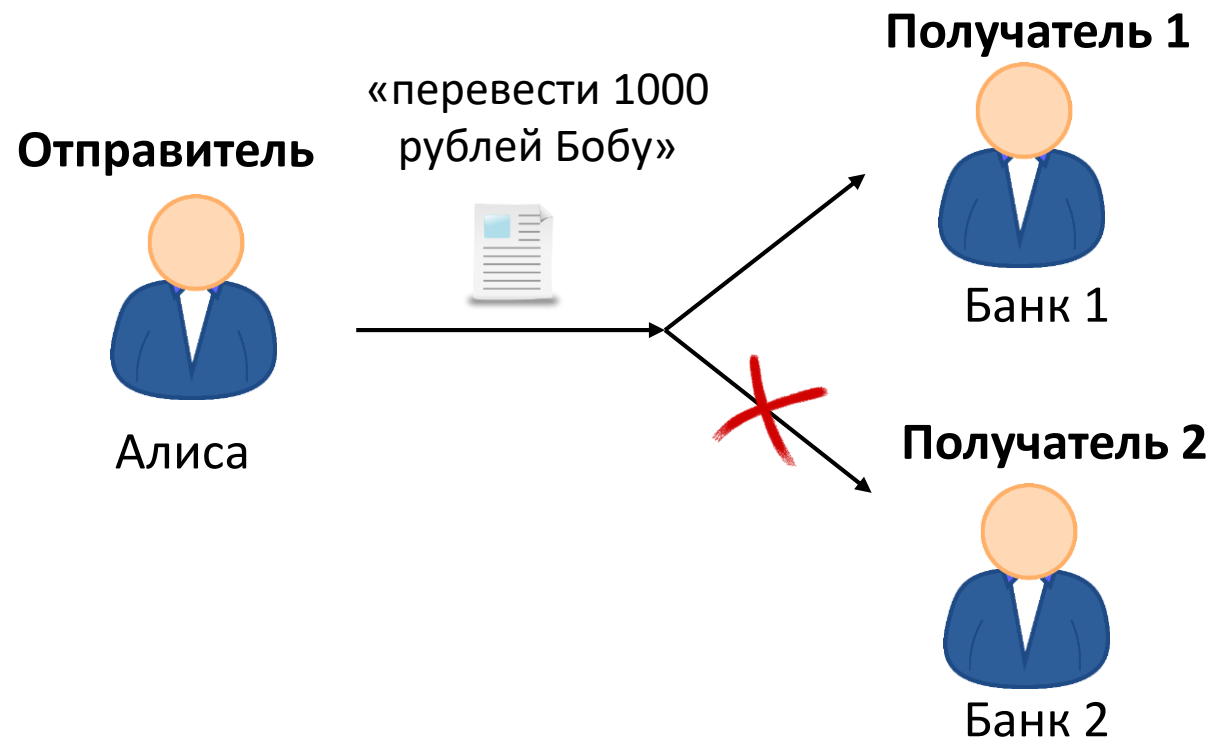 Отправитель
Алиса
«перевести 1000
рублей Бобу»
Получатель 1
Банк 1
Получатель 2
Банк 2